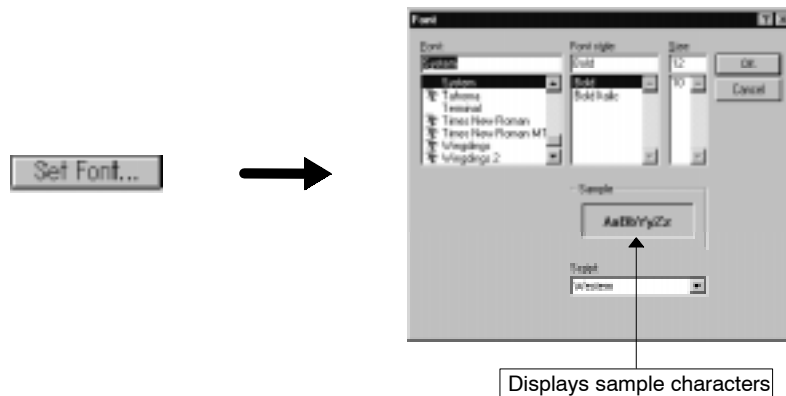 Font
Set Font...
Font:
System
System
Tahoma
Terminal
Times New Roman
Times New Roman MT
Wingdings
Wingdings 2
Font style:
Bold
Bold
Bold Italic
Size:
12
10
OK
Cancel
Sample
AaBbYyZz
Script:
Western
Displays sample characters